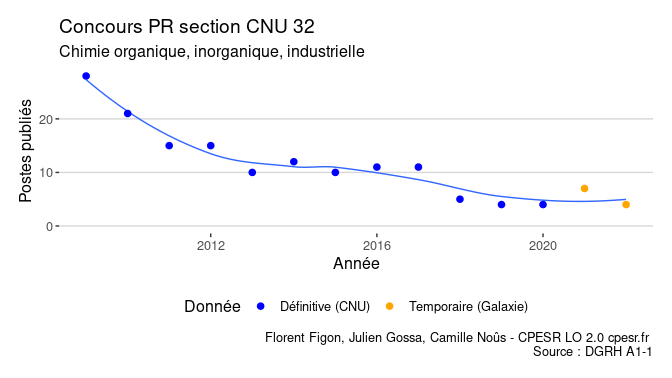 Concours PR section CNU 32
Chimie organique, inorganique, industrielle
Postes publiés
20
10
0
2012 2016 2020
Année
Donnée Définitive (CNU) Temporaire (Galaxie)
Florent Figon, Julien Gossa, Camille Noûs - CPESR LO 2.0 cpesr.fr
Source : DGRH A1-1